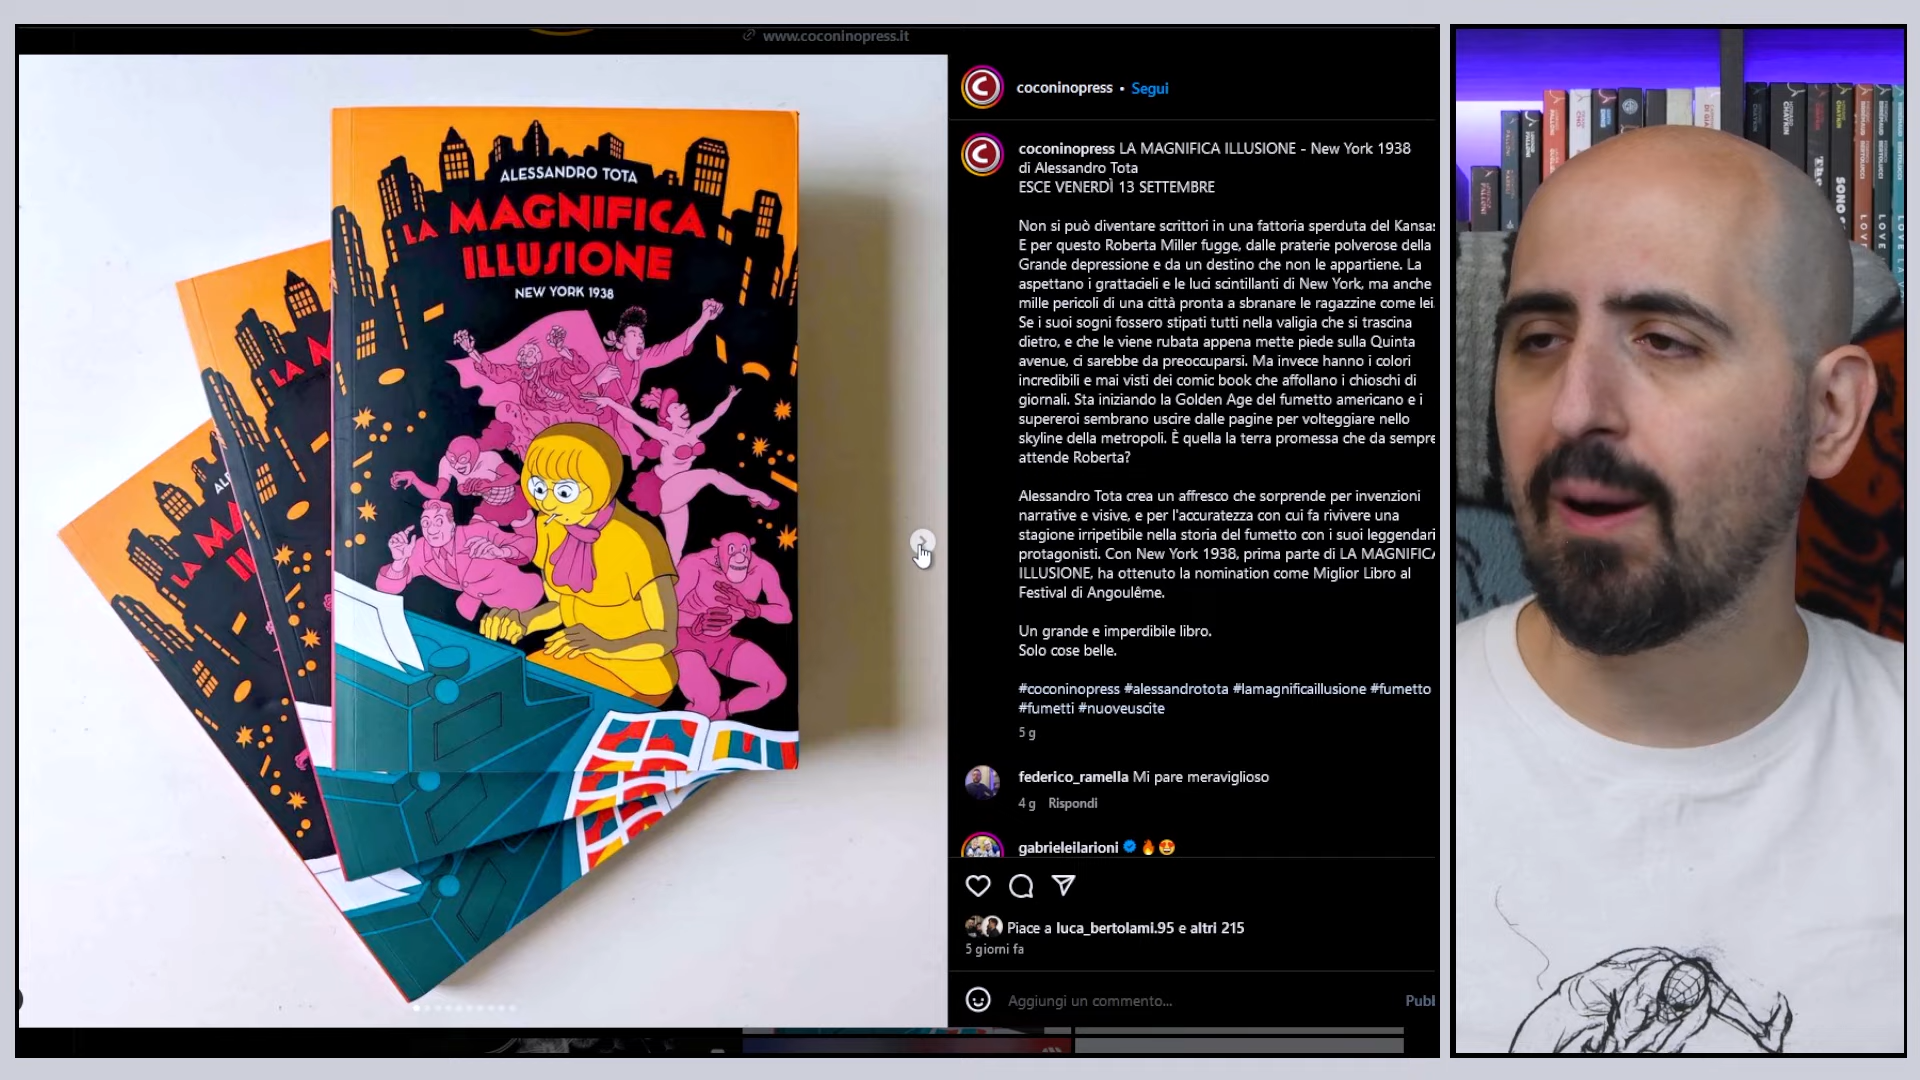 www.coconinopress.it
ALESSANDRO TOTA
LA MAGNIFICA
ILLUSIONE
NEW YORK 1938
coconinopress • Segui
coconinopress LA MAGNIFICA ILLUSIONE - New York 1938
di Alessandro Tota
ESCE VENERDÌ 13 SETTEMBRE
Non si può diventare scrittori in una fattoria sperduta del Kansas
E per questo Roberta Miller fugge, dalle praterie polverose della
Grande depressione e da un destino che non le appartiene. La
aspettano i grattacieli e le luci scintillanti di New York, ma anche
mille pericoli di una città pronta a sbranare le ragazzine come lei.
Se i suoi sogni fossero stipati tutti nella valigia che si trascina
dietro, e che le viene rubata appena mette piede sulla Quinta
avenue, ci sarebbe da preoccuparsi. Ma invece hanno i colori
incredibili e mai visti dei comic book che affollano i chioschi di
giornali. Sta iniziando la Golden Age del fumetto americano e i
supereroi sembrano uscire dalle pagine per volteggiare nello
skyline della metropoli. È quella la terra promessa che da sempre
attende Roberta?
Alessandro Tota crea un affresco che sorprende per invenzioni
narrative e visive, e per l'accuratezza con cui fa rivivere una
stagione irripetibile nella storia del fumetto con i suoi leggendari
protagonisti. Con New York 1938, prima parte di LA MAGNIFICA
ILLUSIONE, ha ottenuto la nomination come Miglior Libro al
Festival di Angoulême.
Un grande e imperdibile libro.
Solo cose belle.
#coconinopress #alessandrotota #lamagnificaillusione #fumetto
#fumetti #nuoveuscite
5 g
federico_ramella Mi pare meraviglioso
4 g Rispondi
gabrieleilarioni 🔥😍
Piace a luca_bertolami.95 e altri 215
5 giorni fa
Aggiungi un commento...
Publ